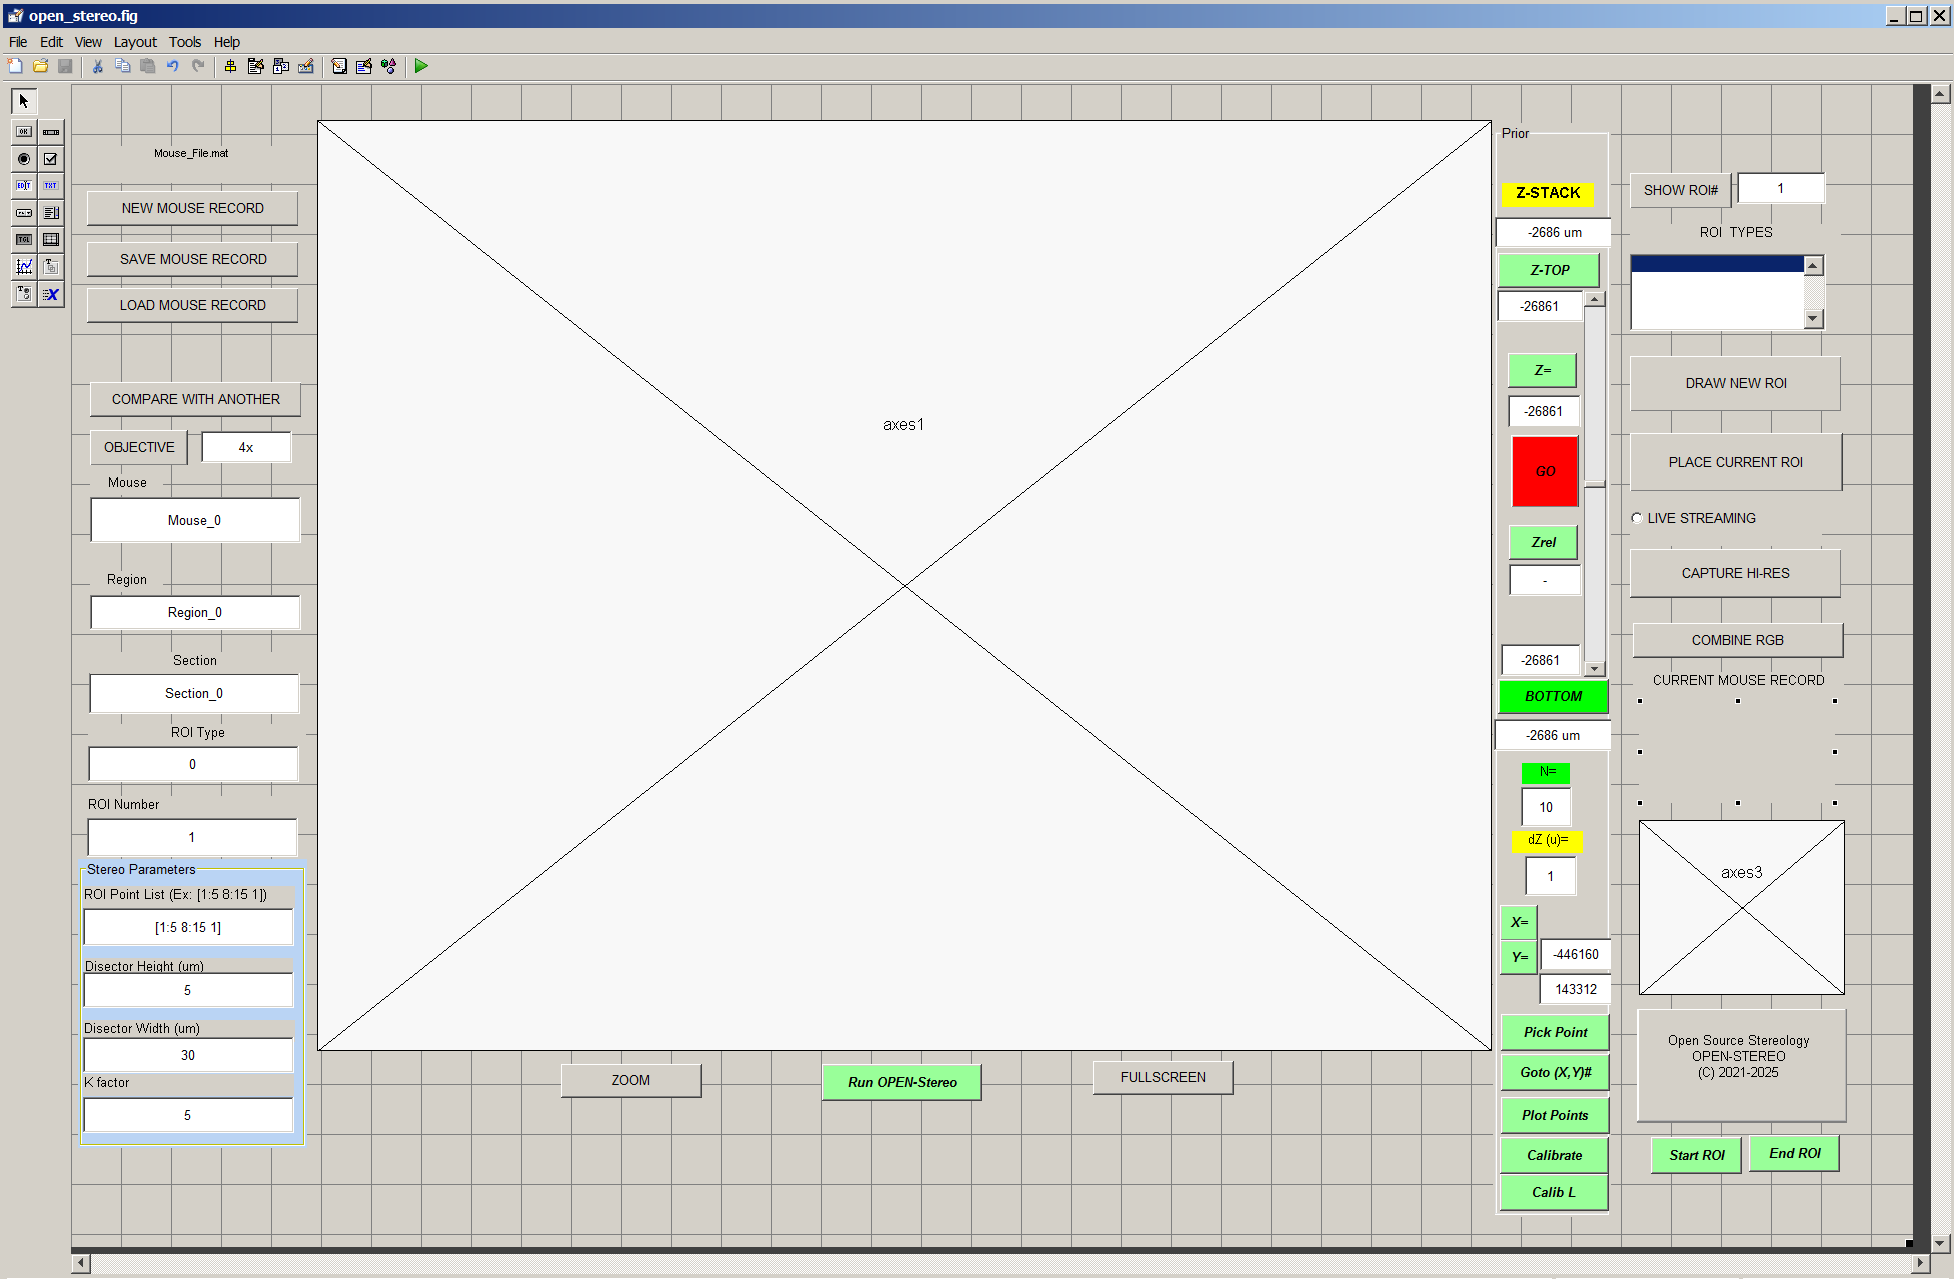 open_stereo.fig
File Edit View Layout Tools Help
OK
EDIT TXT
TGL
Mouse_File.mat
NEW MOUSE RECORD
SAVE MOUSE RECORD
LOAD MOUSE RECORD
COMPARE WITH ANOTHER
OBJECTIVE 4x
Mouse
Mouse_0
Region
Region_0
Section
Section_0
ROI Type
0
ROI Number
1
Stereo Parameters
ROI Point List (Ex: [1:5 8:15 1])
[1:5 8:15 1]
Disector Height (um)
5
Disector Width (um)
30
K factor
5
axes1
ZOOM
Run OPEN-Stereo
FULLSCREEN
Prior
Z-STACK
-2686 um
Z-TOP
-26861
Z=
-26861
GO
Zrel
-
-26861
BOTTOM
-2686 um
N=
10
dZ (u)=
1
X=
Y= -446160
143312
Pick Point
Goto (X,Y)#
Plot Points
Calibrate
Calib L
SHOW ROI# 1
ROI TYPES
DRAW NEW ROI
PLACE CURRENT ROI
LIVE STREAMING
CAPTURE HI-RES
COMBINE RGB
CURRENT MOUSE RECORD
axes3
Open Source Stereology
OPEN-STEREO
(C) 2021-2025
Start ROI End ROI